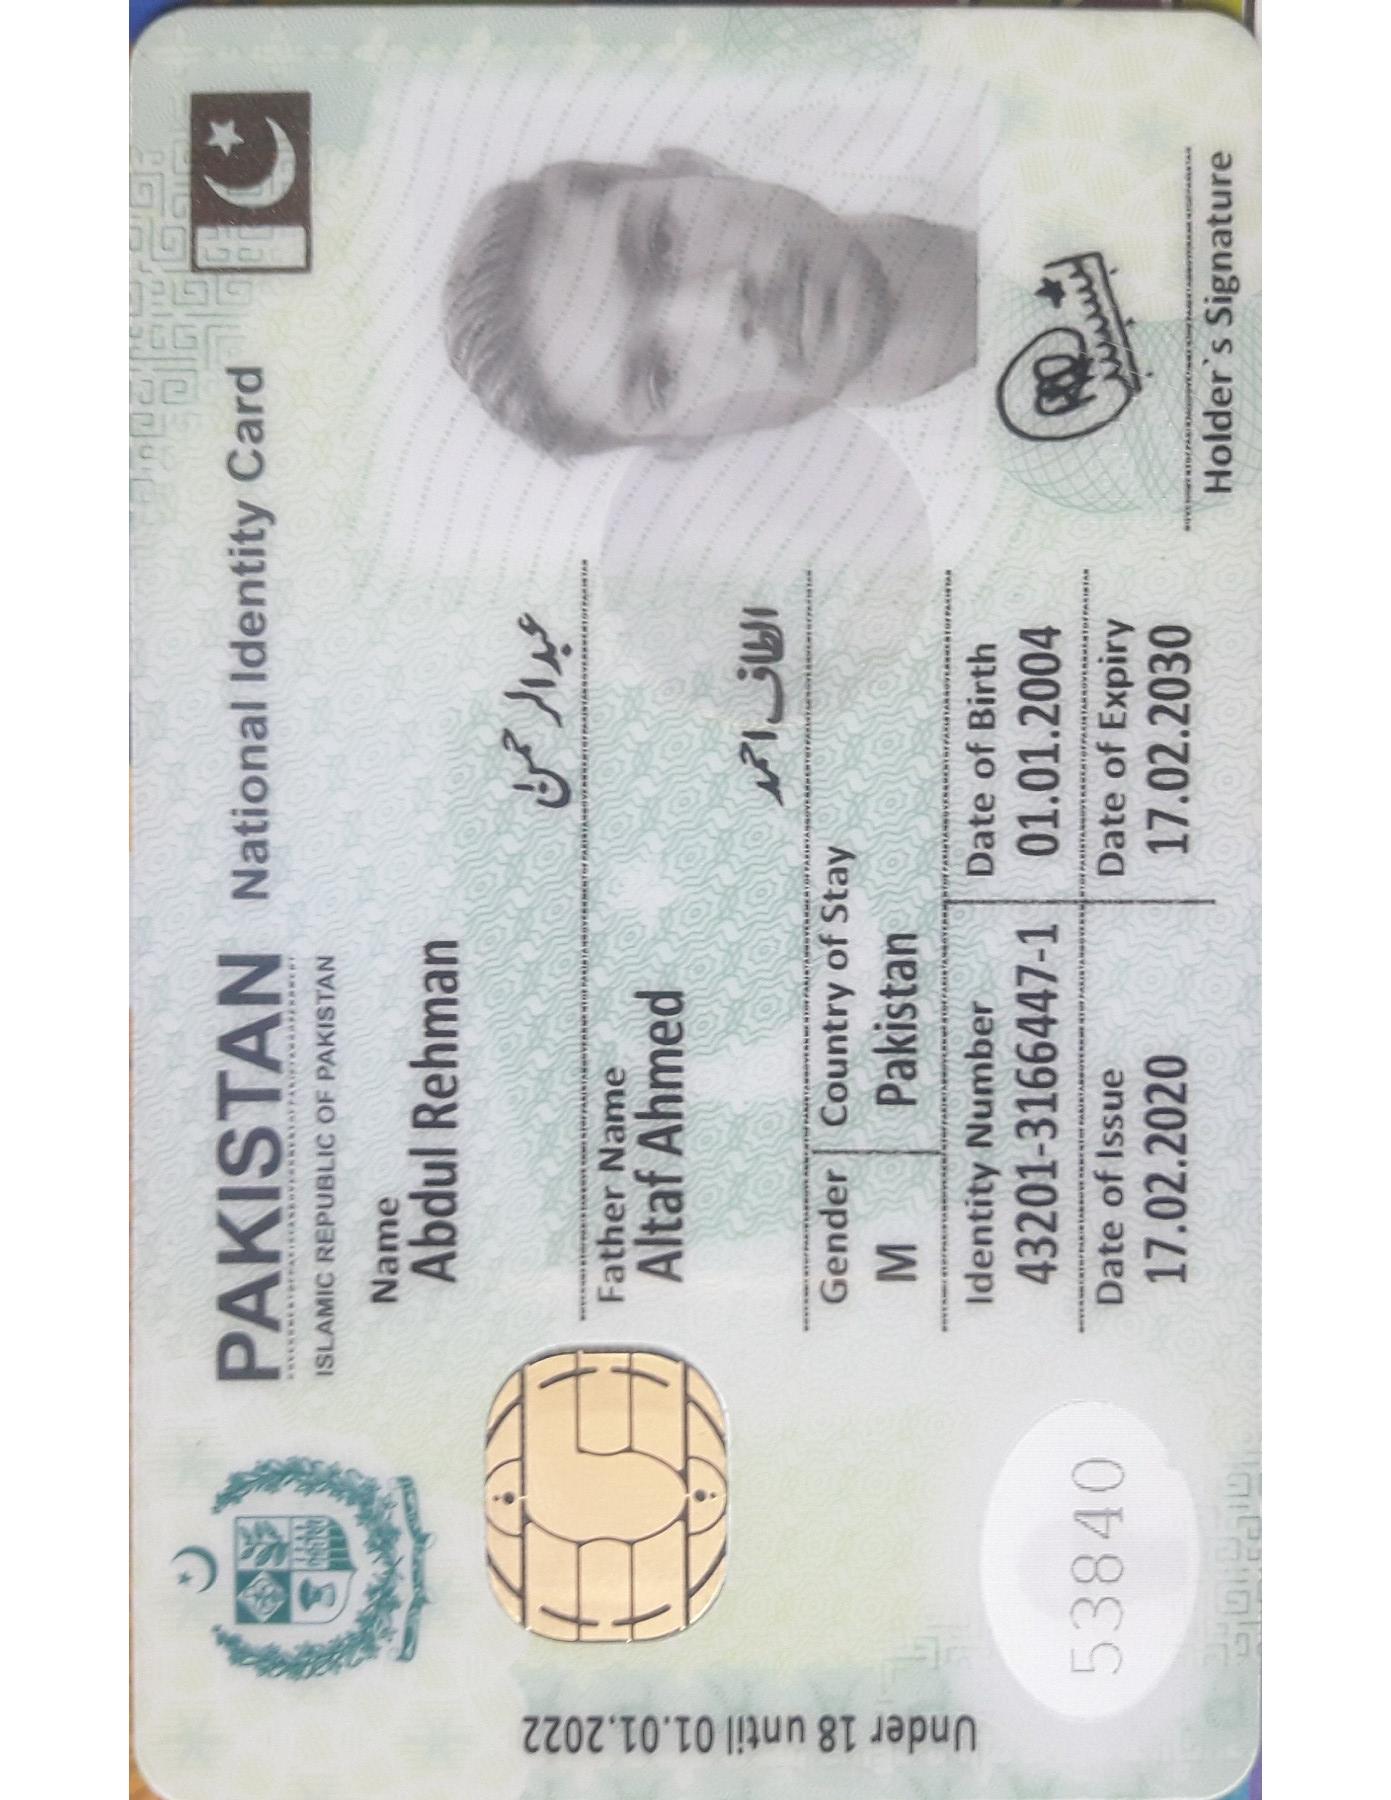 PAKISTAN National Identity Card
ISLAMIC REPUBLIC OF PAKISTAN
Name
Abdul Rehman
عبدالرحمن
Father Name
Altaf Ahmed
الطاف احمد
Gender Country of Stay
M Pakistan
Identity Number Date of Birth
43201-3166447-1 01.01.2004
Date of Issue Date of Expiry
17.02.2020 17.02.2030
Holder`s Signature
53840
Under 18 until 01.01.2022